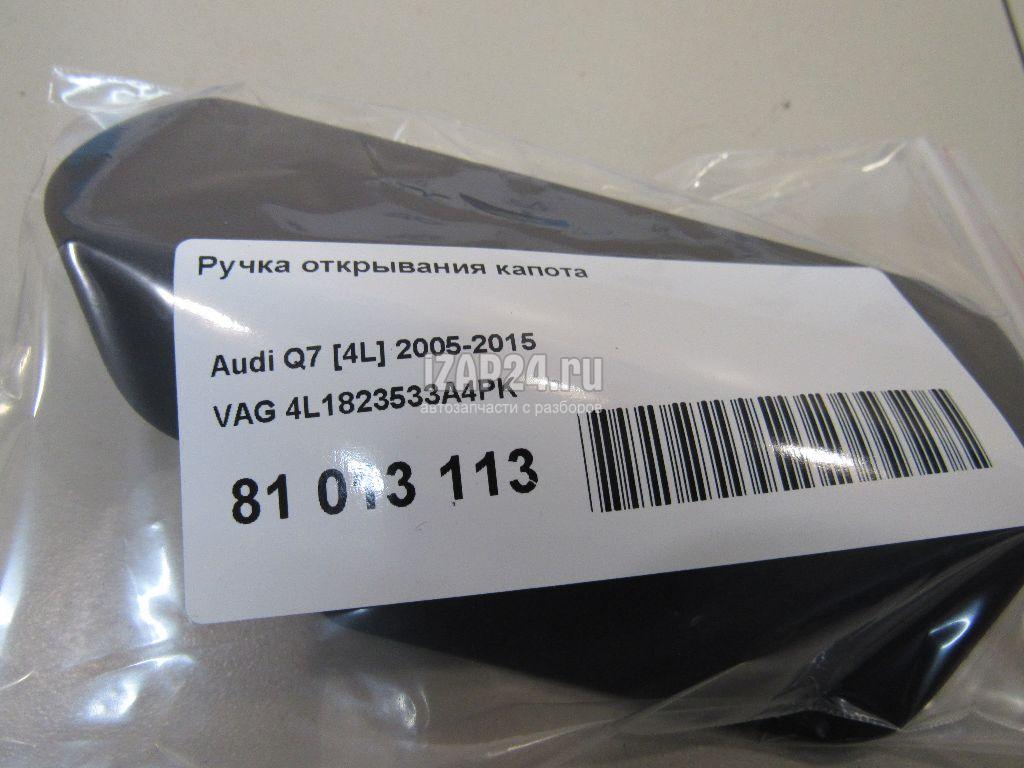 Ручка открывания капота
Audi Q7 [4L] 2005-2015
iZAP24.ru
VAG 4L1823533A4PK
автозапчасти с разборов
81 013 113